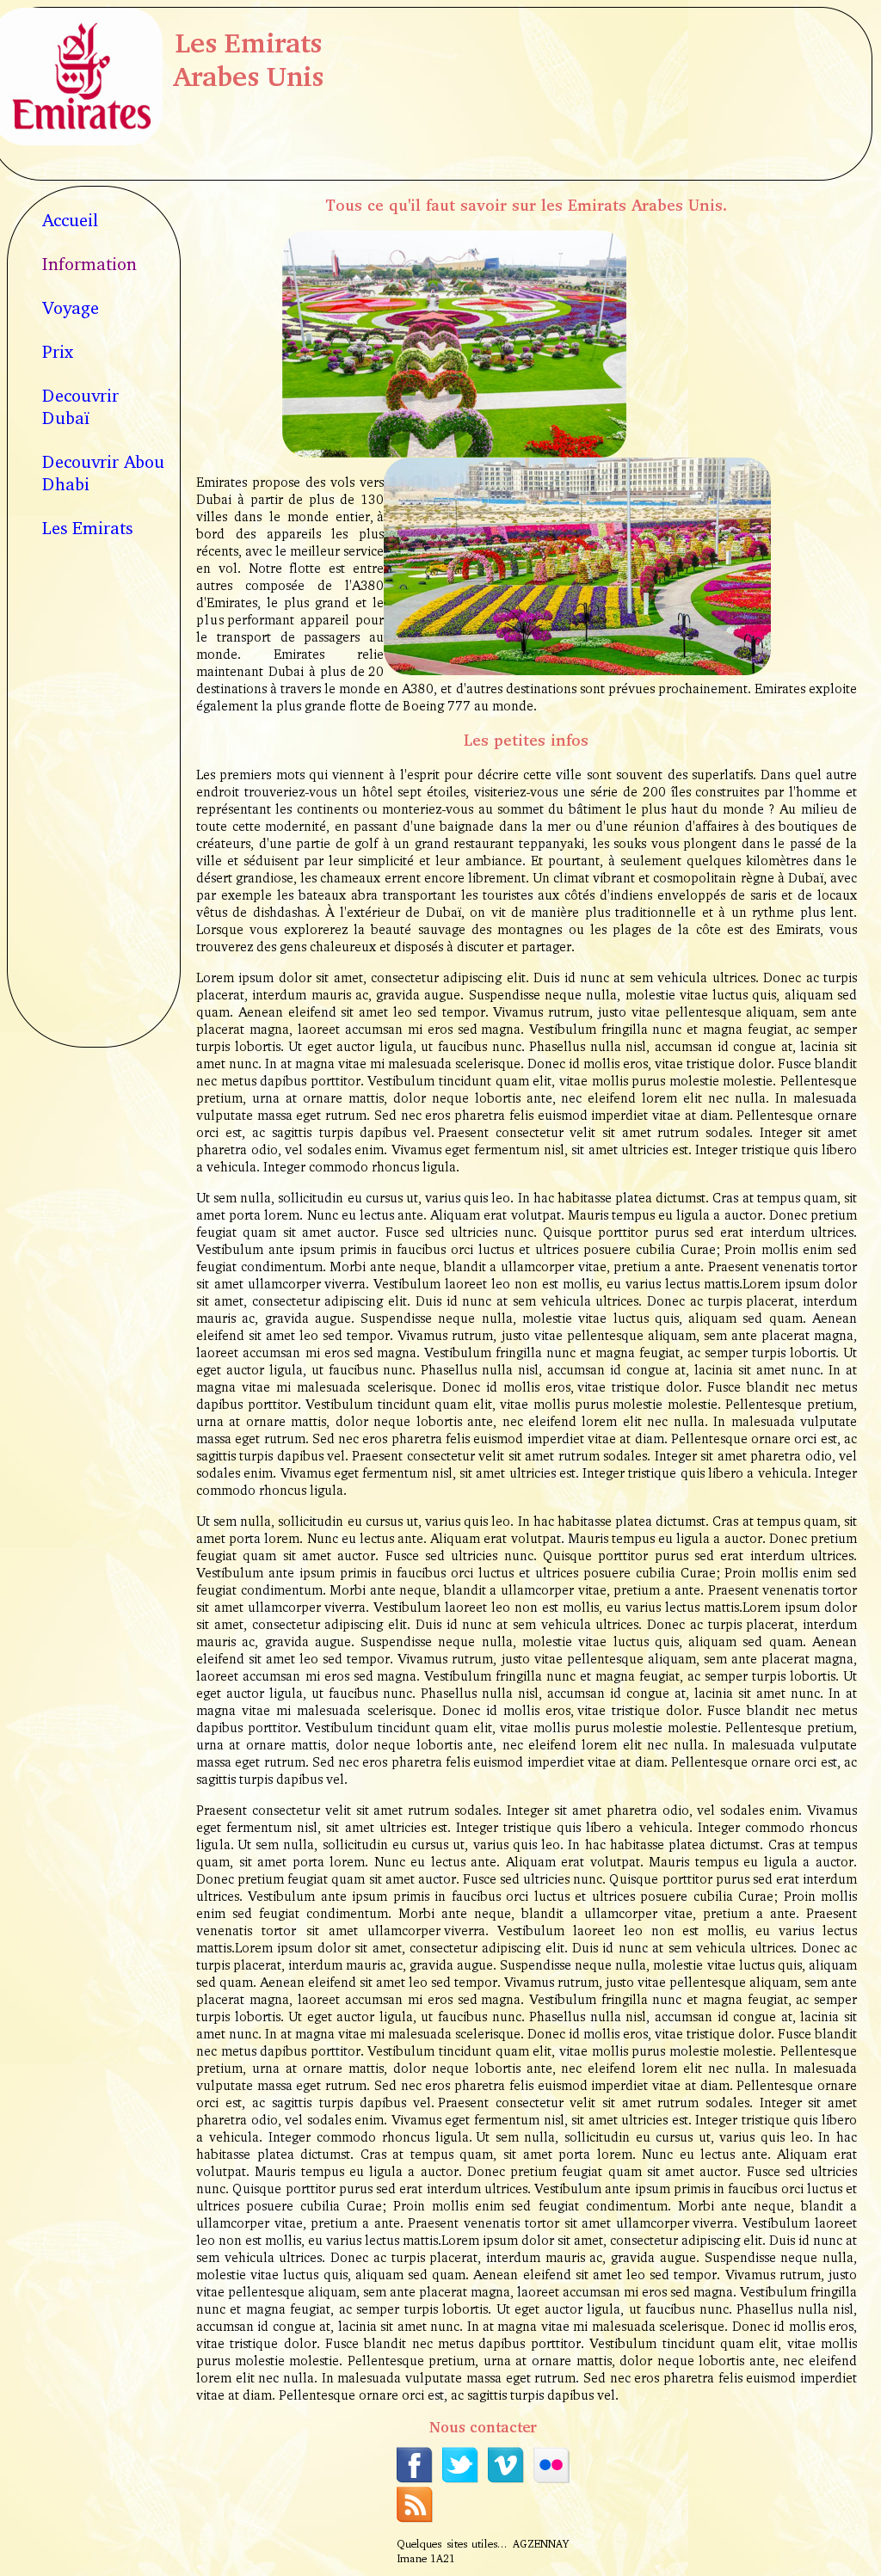 Emirates
Les Emirats
Arabes Unis
Accueil
Information
Voyage
Prix
Decouvrir
Dubaï
Decouvrir Abou
Dhabi
Les Emirats
Tous ce qu'il faut savoir sur les Emirats Arabes Unis.
Emirates propose des vols vers
Dubai à partir de plus de 130
villes dans le monde entier, à
bord des appareils les plus
récents, avec le meilleur service
en vol. Notre flotte est entre
autres composée de l'A380
d'Emirates, le plus grand et le
plus performant appareil pour
le transport de passagers au
monde. Emirates relie
maintenant Dubai à plus de 20
destinations à travers le monde en A380, et d'autres destinations sont prévues prochainement. Emirates exploite
également la plus grande flotte de Boeing 777 au monde.
Les petites infos
Les premiers mots qui viennent à l'esprit pour décrire cette ville sont souvent des superlatifs. Dans quel autre
endroit trouveriez-vous un hôtel sept étoiles, visiteriez-vous une série de 200 îles construites par l'homme et
représentant les continents ou monteriez-vous au sommet du bâtiment le plus haut du monde ? Au milieu de
toute cette modernité, en passant d'une baignade dans la mer ou d'une réunion d'affaires à des boutiques de
créateurs, d'une partie de golf à un grand restaurant teppanyaki, les souks vous plongent dans le passé de la
ville et séduisent par leur simplicité et leur ambiance. Et pourtant, à seulement quelques kilomètres dans le
désert grandiose, les chameaux errent encore librement. Un climat vibrant et cosmopolitain règne à Dubaï, avec
par exemple les bateaux abra transportant les touristes aux côtés d'indiens enveloppés de saris et de locaux
vêtus de dishdashas. À l'extérieur de Dubaï, on vit de manière plus traditionnelle et à un rythme plus lent.
Lorsque vous explorerez la beauté sauvage des montagnes ou les plages de la côte est des Emirats, vous
trouverez des gens chaleureux et disposés à discuter et partager.
Lorem ipsum dolor sit amet, consectetur adipiscing elit. Duis id nunc at sem vehicula ultrices. Donec ac turpis
placerat, interdum mauris ac, gravida augue. Suspendisse neque nulla, molestie vitae luctus quis, aliquam sed
quam. Aenean eleifend sit amet leo sed tempor. Vivamus rutrum, justo vitae pellentesque aliquam, sem ante
placerat magna, laoreet accumsan mi eros sed magna. Vestibulum fringilla nunc et magna feugiat, ac semper
turpis lobortis. Ut eget auctor ligula, ut faucibus nunc. Phasellus nulla nisl, accumsan id congue at, lacinia sit
amet nunc. In at magna vitae mi malesuada scelerisque. Donec id mollis eros, vitae tristique dolor. Fusce blandit
nec metus dapibus porttitor. Vestibulum tincidunt quam elit, vitae mollis purus molestie molestie. Pellentesque
pretium, urna at ornare mattis, dolor neque lobortis ante, nec eleifend lorem elit nec nulla. In malesuada
vulputate massa eget rutrum. Sed nec eros pharetra felis euismod imperdiet vitae at diam. Pellentesque ornare
orci est, ac sagittis turpis dapibus vel. Praesent consectetur velit sit amet rutrum sodales. Integer sit amet
pharetra odio, vel sodales enim. Vivamus eget fermentum nisl, sit amet ultricies est. Integer tristique quis libero
a vehicula. Integer commodo rhoncus ligula.
Ut sem nulla, sollicitudin eu cursus ut, varius quis leo. In hac habitasse platea dictumst. Cras at tempus quam, sit
amet porta lorem. Nunc eu lectus ante. Aliquam erat volutpat. Mauris tempus eu ligula a auctor. Donec pretium
feugiat quam sit amet auctor. Fusce sed ultricies nunc. Quisque porttitor purus sed erat interdum ultrices.
Vestibulum ante ipsum primis in faucibus orci luctus et ultrices posuere cubilia Curae; Proin mollis enim sed
feugiat condimentum. Morbi ante neque, blandit a ullamcorper vitae, pretium a ante. Praesent venenatis tortor
sit amet ullamcorper viverra. Vestibulum laoreet leo non est mollis, eu varius lectus mattis.Lorem ipsum dolor
sit amet, consectetur adipiscing elit. Duis id nunc at sem vehicula ultrices. Donec ac turpis placerat, interdum
mauris ac, gravida augue. Suspendisse neque nulla, molestie vitae luctus quis, aliquam sed quam. Aenean
eleifend sit amet leo sed tempor. Vivamus rutrum, justo vitae pellentesque aliquam, sem ante placerat magna,
laoreet accumsan mi eros sed magna. Vestibulum fringilla nunc et magna feugiat, ac semper turpis lobortis. Ut
eget auctor ligula, ut faucibus nunc. Phasellus nulla nisl, accumsan id congue at, lacinia sit amet nunc. In at
magna vitae mi malesuada scelerisque. Donec id mollis eros, vitae tristique dolor. Fusce blandit nec metus
dapibus porttitor. Vestibulum tincidunt quam elit, vitae mollis purus molestie molestie. Pellentesque pretium,
urna at ornare mattis, dolor neque lobortis ante, nec eleifend lorem elit nec nulla. In malesuada vulputate
massa eget rutrum. Sed nec eros pharetra felis euismod imperdiet vitae at diam. Pellentesque ornare orci est, ac
sagittis turpis dapibus vel. Praesent consectetur velit sit amet rutrum sodales. Integer sit amet pharetra odio, vel
sodales enim. Vivamus eget fermentum nisl, sit amet ultricies est. Integer tristique quis libero a vehicula. Integer
commodo rhoncus ligula.
Ut sem nulla, sollicitudin eu cursus ut, varius quis leo. In hac habitasse platea dictumst. Cras at tempus quam, sit
amet porta lorem. Nunc eu lectus ante. Aliquam erat volutpat. Mauris tempus eu ligula a auctor. Donec pretium
feugiat quam sit amet auctor. Fusce sed ultricies nunc. Quisque porttitor purus sed erat interdum ultrices.
Vestibulum ante ipsum primis in faucibus orci luctus et ultrices posuere cubilia Curae; Proin mollis enim sed
feugiat condimentum. Morbi ante neque, blandit a ullamcorper vitae, pretium a ante. Praesent venenatis tortor
sit amet ullamcorper viverra. Vestibulum laoreet leo non est mollis, eu varius lectus mattis.Lorem ipsum dolor
sit amet, consectetur adipiscing elit. Duis id nunc at sem vehicula ultrices. Donec ac turpis placerat, interdum
mauris ac, gravida augue. Suspendisse neque nulla, molestie vitae luctus quis, aliquam sed quam. Aenean
eleifend sit amet leo sed tempor. Vivamus rutrum, justo vitae pellentesque aliquam, sem ante placerat magna,
laoreet accumsan mi eros sed magna. Vestibulum fringilla nunc et magna feugiat, ac semper turpis lobortis. Ut
eget auctor ligula, ut faucibus nunc. Phasellus nulla nisl, accumsan id congue at, lacinia sit amet nunc. In at
magna vitae mi malesuada scelerisque. Donec id mollis eros, vitae tristique dolor. Fusce blandit nec metus
dapibus porttitor. Vestibulum tincidunt quam elit, vitae mollis purus molestie molestie. Pellentesque pretium,
urna at ornare mattis, dolor neque lobortis ante, nec eleifend lorem elit nec nulla. In malesuada vulputate
massa eget rutrum. Sed nec eros pharetra felis euismod imperdiet vitae at diam. Pellentesque ornare orci est, ac
sagittis turpis dapibus vel.
Praesent consectetur velit sit amet rutrum sodales. Integer sit amet pharetra odio, vel sodales enim. Vivamus
eget fermentum nisl, sit amet ultricies est. Integer tristique quis libero a vehicula. Integer commodo rhoncus
ligula. Ut sem nulla, sollicitudin eu cursus ut, varius quis leo. In hac habitasse platea dictumst. Cras at tempus
quam, sit amet porta lorem. Nunc eu lectus ante. Aliquam erat volutpat. Mauris tempus eu ligula a auctor.
Donec pretium feugiat quam sit amet auctor. Fusce sed ultricies nunc. Quisque porttitor purus sed erat interdum
ultrices. Vestibulum ante ipsum primis in faucibus orci luctus et ultrices posuere cubilia Curae; Proin mollis
enim sed feugiat condimentum. Morbi ante neque, blandit a ullamcorper vitae, pretium a ante. Praesent
venenatis tortor sit amet ullamcorper viverra. Vestibulum laoreet leo non est mollis, eu varius lectus
mattis.Lorem ipsum dolor sit amet, consectetur adipiscing elit. Duis id nunc at sem vehicula ultrices. Donec ac
turpis placerat, interdum mauris ac, gravida augue. Suspendisse neque nulla, molestie vitae luctus quis, aliquam
sed quam. Aenean eleifend sit amet leo sed tempor. Vivamus rutrum, justo vitae pellentesque aliquam, sem ante
placerat magna, laoreet accumsan mi eros sed magna. Vestibulum fringilla nunc et magna feugiat, ac semper
turpis lobortis. Ut eget auctor ligula, ut faucibus nunc. Phasellus nulla nisl, accumsan id congue at, lacinia sit
amet nunc. In at magna vitae mi malesuada scelerisque. Donec id mollis eros, vitae tristique dolor. Fusce blandit
nec metus dapibus porttitor. Vestibulum tincidunt quam elit, vitae mollis purus molestie molestie. Pellentesque
pretium, urna at ornare mattis, dolor neque lobortis ante, nec eleifend lorem elit nec nulla. In malesuada
vulputate massa eget rutrum. Sed nec eros pharetra felis euismod imperdiet vitae at diam. Pellentesque ornare
orci est, ac sagittis turpis dapibus vel. Praesent consectetur velit sit amet rutrum sodales. Integer sit amet
pharetra odio, vel sodales enim. Vivamus eget fermentum nisl, sit amet ultricies est. Integer tristique quis libero
a vehicula. Integer commodo rhoncus ligula. Ut sem nulla, sollicitudin eu cursus ut, varius quis leo. In hac
habitasse platea dictumst. Cras at tempus quam, sit amet porta lorem. Nunc eu lectus ante. Aliquam erat
volutpat. Mauris tempus eu ligula a auctor. Donec pretium feugiat quam sit amet auctor. Fusce sed ultricies
nunc. Quisque porttitor purus sed erat interdum ultrices. Vestibulum ante ipsum primis in faucibus orci luctus et
ultrices posuere cubilia Curae; Proin mollis enim sed feugiat condimentum. Morbi ante neque, blandit a
ullamcorper vitae, pretium a ante. Praesent venenatis tortor sit amet ullamcorper viverra. Vestibulum laoreet
leo non est mollis, eu varius lectus mattis.Lorem ipsum dolor sit amet, consectetur adipiscing elit. Duis id nunc at
sem vehicula ultrices. Donec ac turpis placerat, interdum mauris ac, gravida augue. Suspendisse neque nulla,
molestie vitae luctus quis, aliquam sed quam. Aenean eleifend sit amet leo sed tempor. Vivamus rutrum, justo
vitae pellentesque aliquam, sem ante placerat magna, laoreet accumsan mi eros sed magna. Vestibulum fringilla
nunc et magna feugiat, ac semper turpis lobortis. Ut eget auctor ligula, ut faucibus nunc. Phasellus nulla nisl,
accumsan id congue at, lacinia sit amet nunc. In at magna vitae mi malesuada scelerisque. Donec id mollis eros,
vitae tristique dolor. Fusce blandit nec metus dapibus porttitor. Vestibulum tincidunt quam elit, vitae mollis
purus molestie molestie. Pellentesque pretium, urna at ornare mattis, dolor neque lobortis ante, nec eleifend
lorem elit nec nulla. In malesuada vulputate massa eget rutrum. Sed nec eros pharetra felis euismod imperdiet
vitae at diam. Pellentesque ornare orci est, ac sagittis turpis dapibus vel.
Nous contacter
Quelques sites utiles... AGZENNAY
Imane 1A21